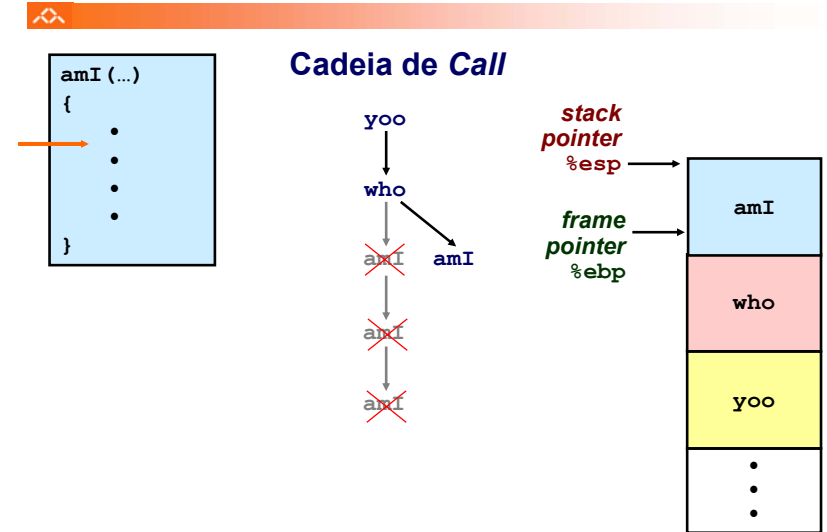 Cadeia de Call
amI(…)
{
•
•
•
•
}
yoo
who
amI
amI
amI
amI
stack
pointer
%esp
frame
pointer
%ebp
amI
who
yoo
•
•
•